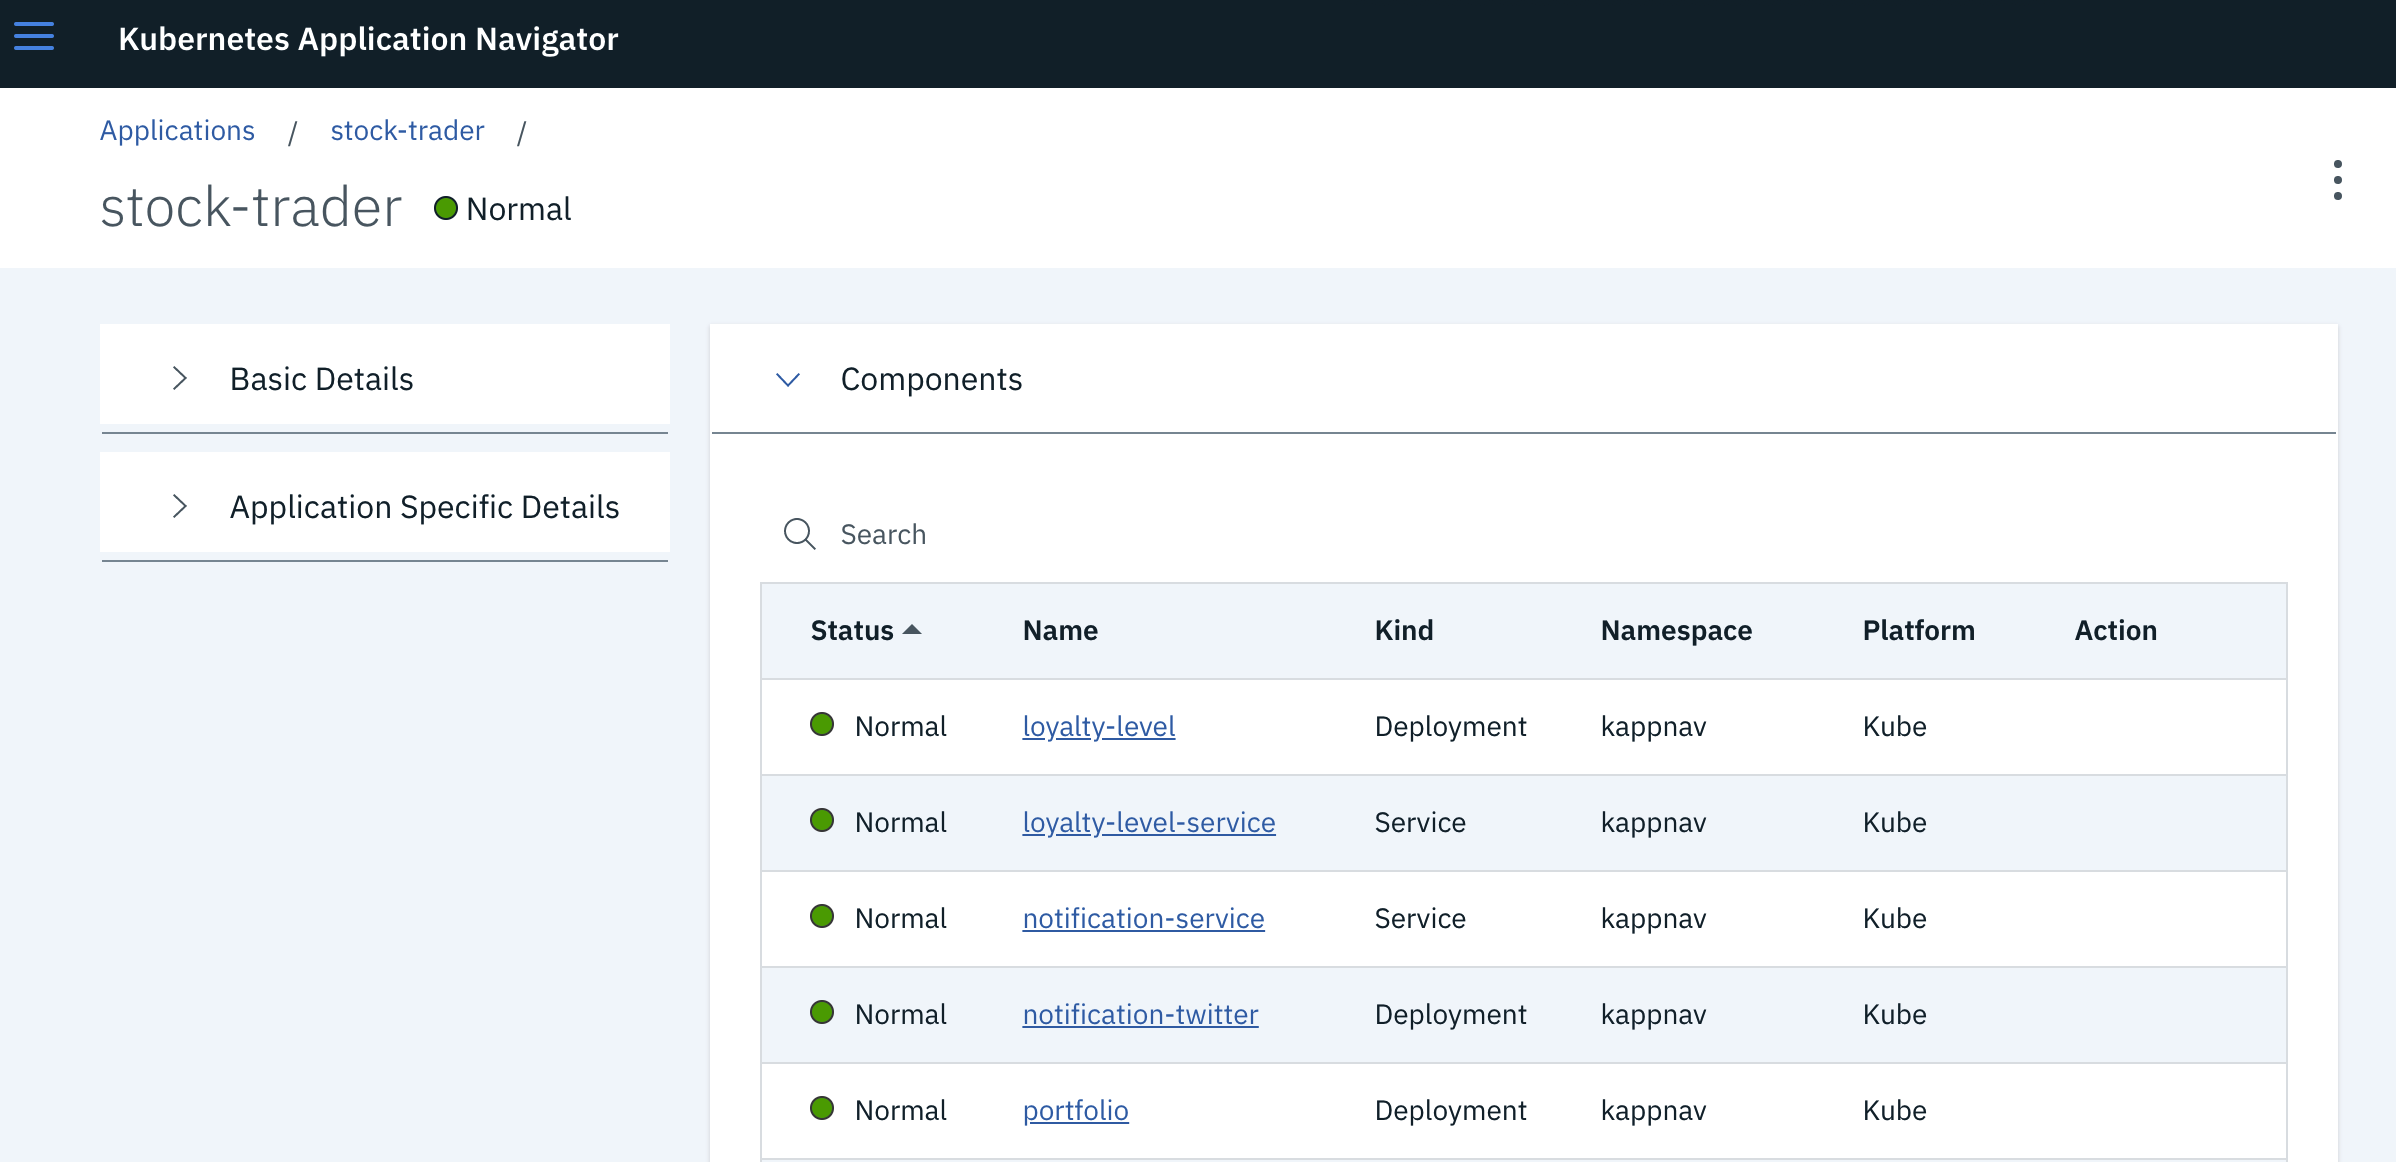 Kubernetes Application Navigator
Applications / stock-trader /
stock-trader Normal
Basic Details
Application Specific Details
Components
Search
Status Name Kind Namespace Platform Action
Normal loyalty-level Deployment kappnav Kube
Normal loyalty-level-service Service kappnav Kube
Normal notification-service Service kappnav Kube
Normal notification-twitter Deployment kappnav Kube
Normal portfolio Deployment kappnav Kube